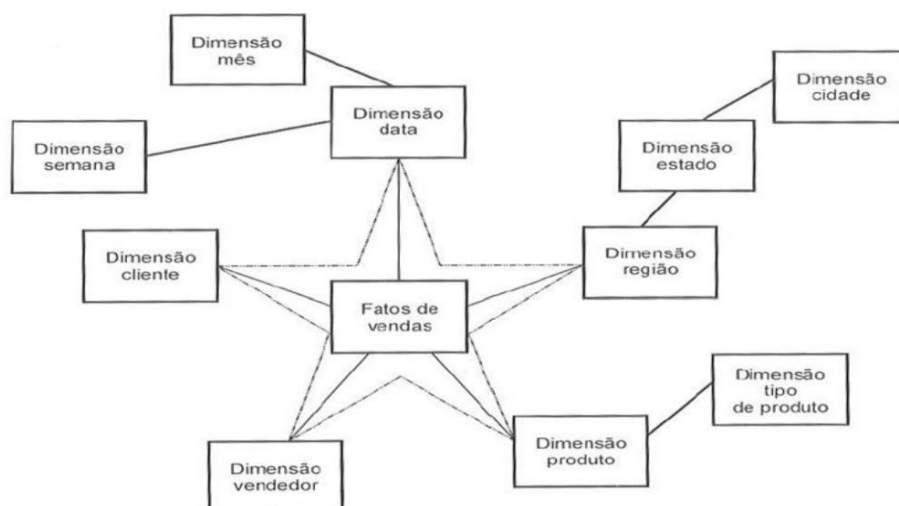 Dimensão
mês
Dimensão
data
Dimensão
cidade
Dimensão
semana
Dimensão
estado
Dimensão
cliente
Dimensão
região
Fatos de
vendas
Dimensão
tipo
de produto
Dimensão
vendedor
Dimensão
produto